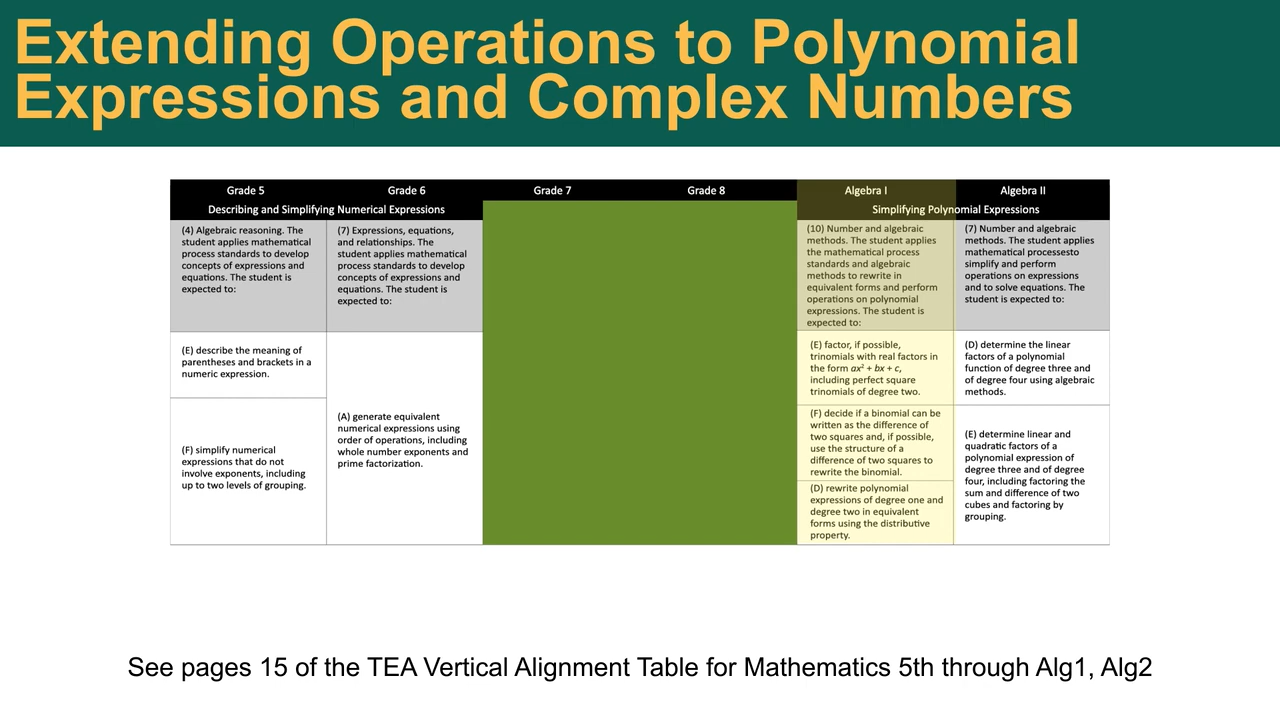 Extending Operations to Polynomial
Expressions and Complex Numbers
Grade 5
Grade 6
Grade 7
Grade 8
Algebra I
Algebra II
Describing and Simplifying Numerical Expressions
Simplifying Polynomial Expressions
(4) Algebraic reasoning. The
student applies mathematical
process standards to develop
concepts of expressions and
equations. The student is
expected to:
(7) Expressions, equations,
and relationships. The
student applies mathematical
process standards to develop
concepts of expressions and
equations. The student is
expected to:
(10) Number and algebraic
methods. The student applies
the mathematical process
standards and algebraic
methods to rewrite in
equivalent forms and perform
operations on polynomial
expressions. The student is
expected to:
(7) Number and algebraic
methods. The student applies
mathematical processesto
simplify and perform
operations on expressions
and to solve equations. The
student is expected to:
(E) describe the meaning of
parentheses and brackets in a
numeric expression.
(F) simplify numerical
expressions that do not
involve exponents, including
up to two levels of grouping.
(A) generate equivalent
numerical expressions using
order of operations, including
whole number exponents and
prime factorization.
(E) factor, if possible,
trinomials with real factors in
the form ax² + bx + c,
including perfect square
trinomials of degree two.
(F) decide if a binomial can be
written as the difference of
two squares and, if possible,
use the structure of a
difference of two squares to
rewrite the binomial.
(D) rewrite polynomial
expressions of degree one and
degree two in equivalent
forms using the distributive
property.
(D) determine the linear
factors of a polynomial
function of degree three and
of degree four using algebraic
methods.
(E) determine linear and
quadratic factors of a
polynomial expression of
degree three and of degree
four, including factoring the
sum and difference of two
cubes and factoring by
grouping.
See pages 15 of the TEA Vertical Alignment Table for Mathematics 5th through Alg1, Alg2